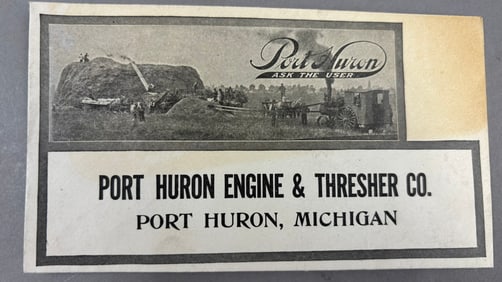 Port Huron
ASK THE USER
PORT HURON ENGINE & THRESHER CO.
PORT HURON, MICHIGAN